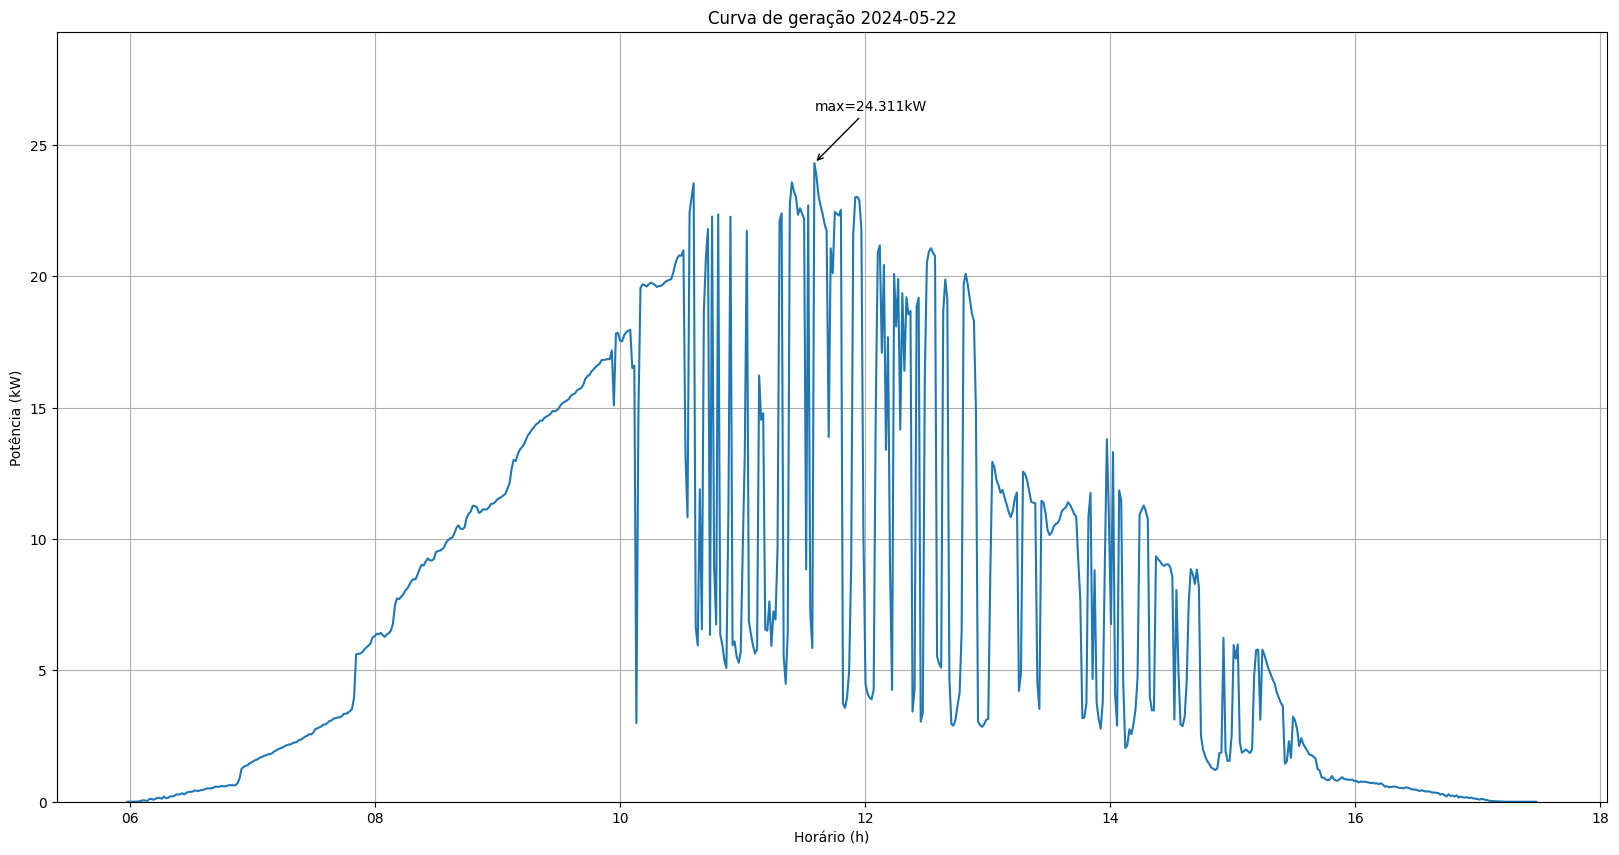 Curva de geração 2024-05-22
max=24.311kW
25
20
15
10
5
0
Potência (kW)
06 08 10 12 14 16 18
Horário (h)